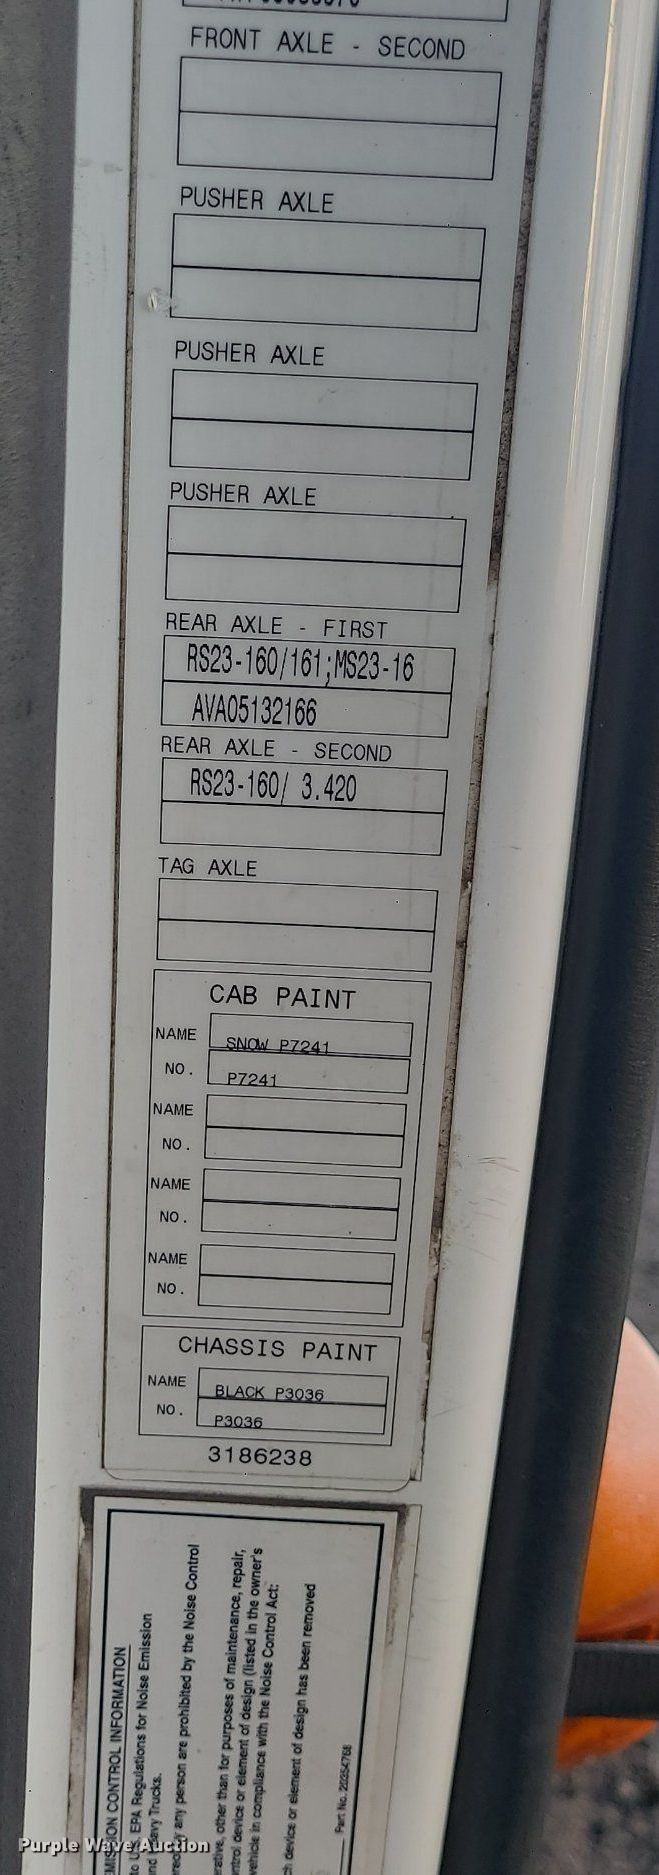 FRONT AXLE - SECOND
PUSHER AXLE
PUSHER AXLE
PUSHER AXLE
REAR AXLE - FIRST
RS23-160/161;MS23-16
AVA05132166
REAR AXLE - SECOND
RS23-160/ 3.420
TAG AXLE
CAB PAINT
NAME SNOW P7241
NO. P7241
NAME
NO.
NAME
NO.
NAME
NO.
CHASSIS PAINT
NAME BLACK P3036
NO. P3036
3186238
EMISSION CONTROL INFORMATION
to U.S. EPA Regulations for Noise Emission
Trucks.
any person are prohibited by the Noise Control
other than for purposes of maintenance, repair,
device or element of design (listed in the owner's
vehicle in compliance with the Noise Control Act:
device or element of design has been removed
Part No. 20354768
Purple Wave Auction